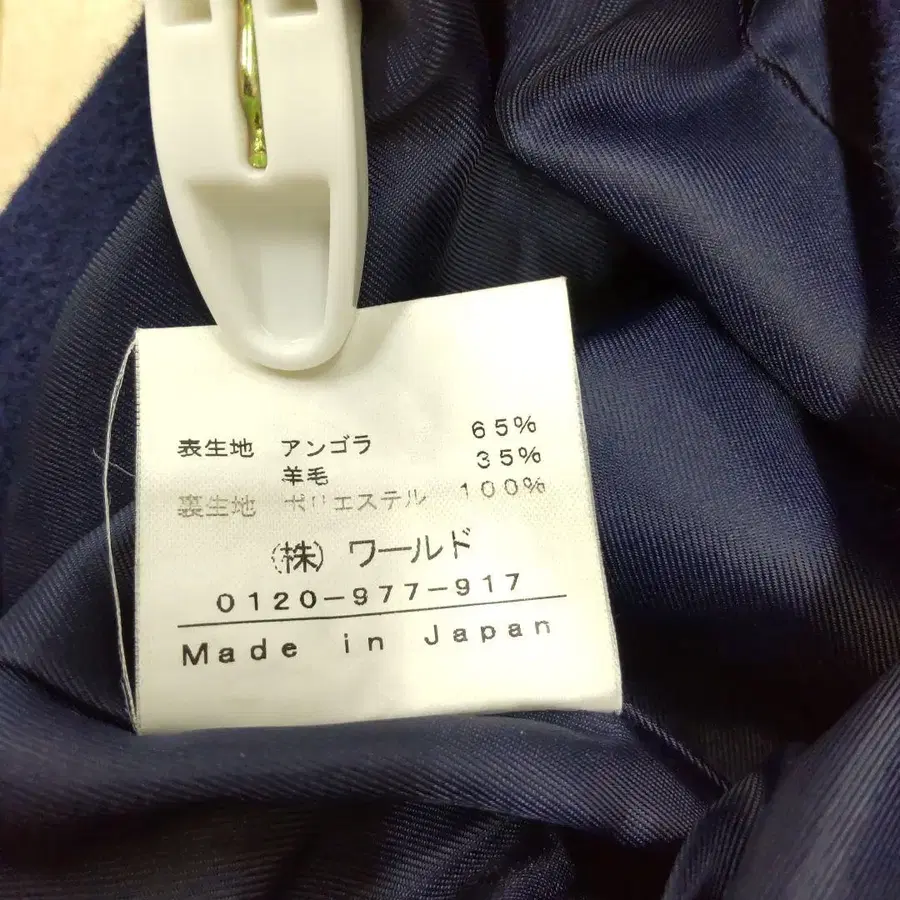 表生地 アンゴラ 65%
羊毛 35%
裏生地 ポリエステル 100%
(株) ワールド
0120-977-917
Made in Japan